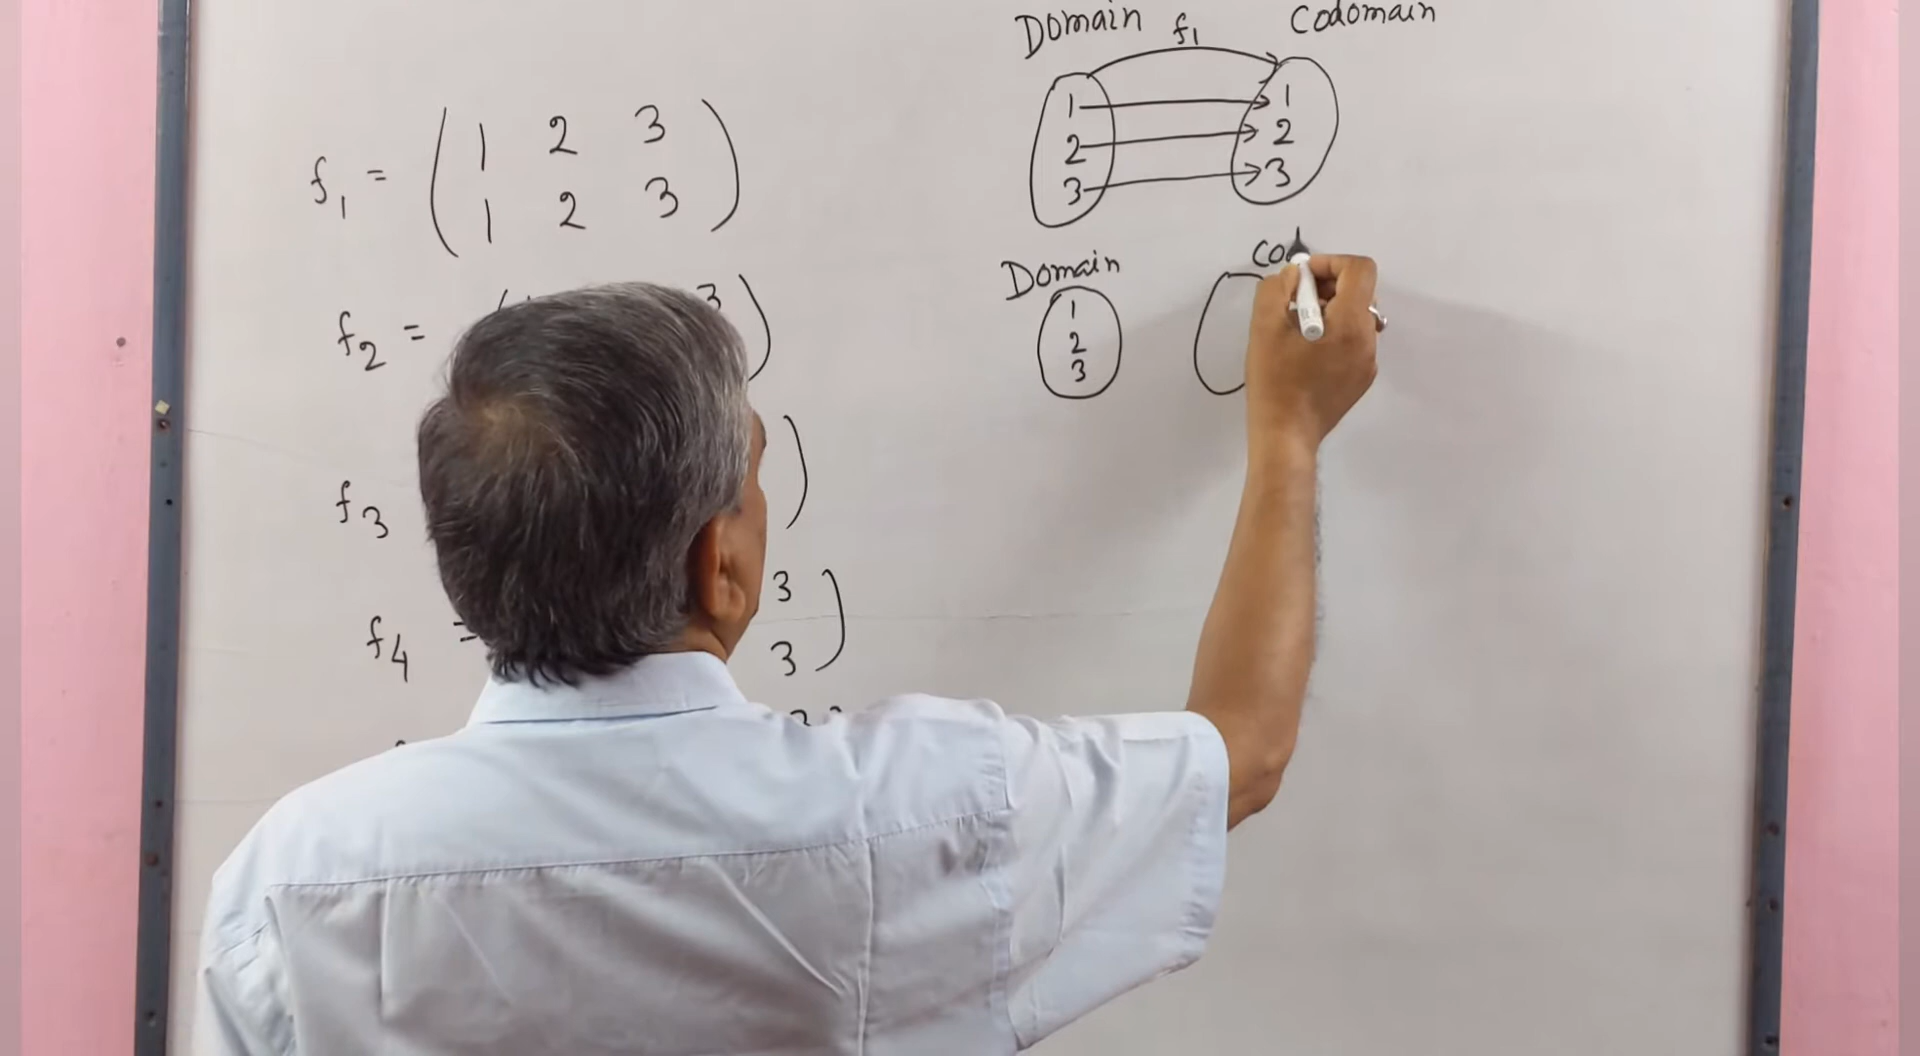 f₁ = ( 1 2 3
1 2 3 )
f₂ = ( 3 )
f₃ )
f₄ = 3
3 )
Domain f₁ Codomain
1 1
2 2
3 3
Domain Co
1
2
3